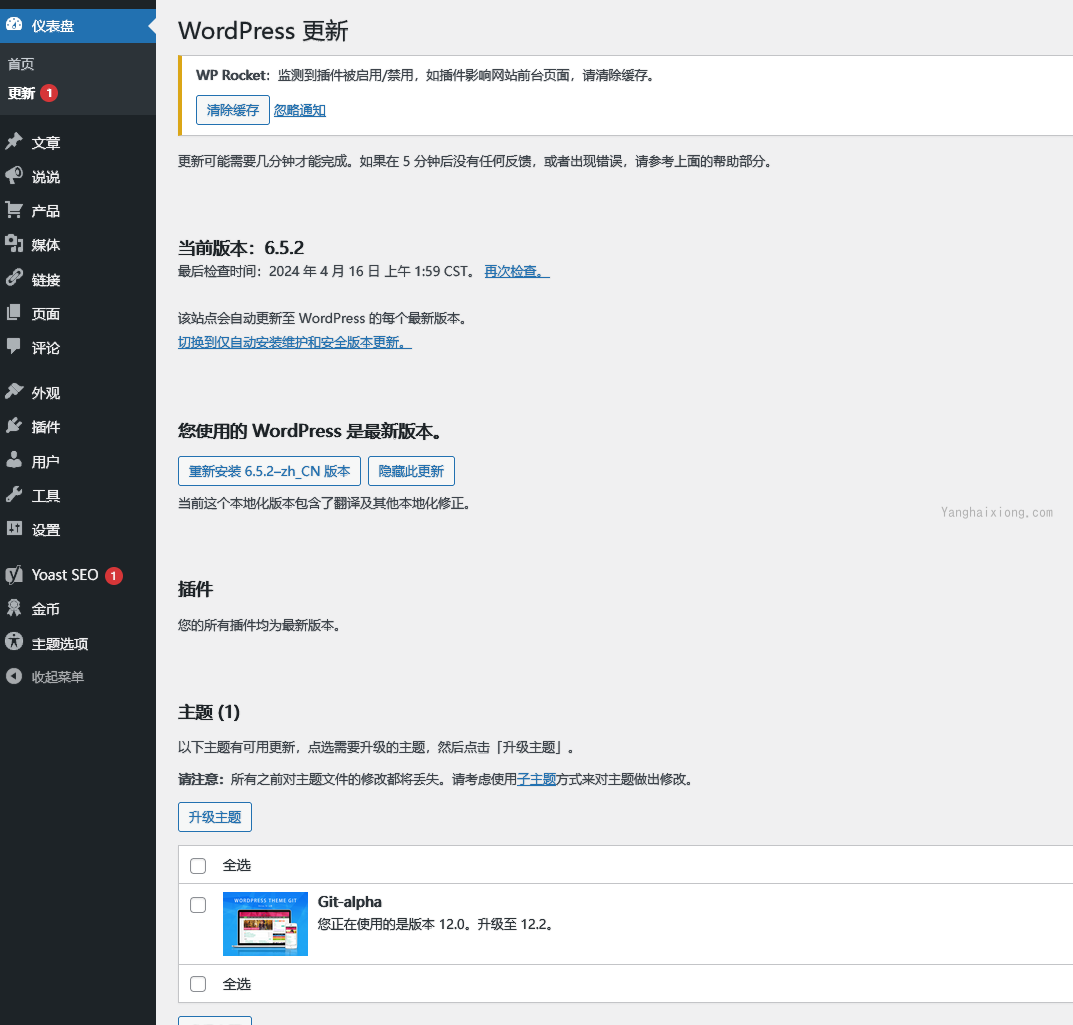 仪表盘
首页
更新 1
文章
说说
产品
媒体
链接
页面
评论
外观
插件
用户
工具
设置
Yoast SEO 1
金币
主题选项
收起菜单
WordPress 更新
WP Rocket：监测到插件被启用/禁用，如插件影响网站前台页面，请清除缓存。
清除缓存 忽略通知
更新可能需要几分钟才能完成。如果在 5 分钟后没有任何反馈，或者出现错误，请参考上面的帮助部分。
当前版本：6.5.2
最后检查时间：2024 年 4 月 16 日 上午 1:59 CST。 再次检查。
该站点会自动更新至 WordPress 的每个最新版本。
切换到仅自动安装维护和安全版本更新。
您使用的 WordPress 是最新版本。
重新安装 6.5.2–zh_CN 版本 隐藏此更新
当前这个本地化版本包含了翻译及其他本地化修正。
Yanghaixiong.com
插件
您的所有插件均为最新版本。
主题 (1)
以下主题有可用更新，点选需要升级的主题，然后点击「升级主题」。
请注意：所有之前对主题文件的修改都将丢失。请考虑使用子主题方式来对主题做出修改。
升级主题
全选
WORDPRESS THEME GIT
Git-alpha
您正在使用的是版本 12.0。升级至 12.2。
全选